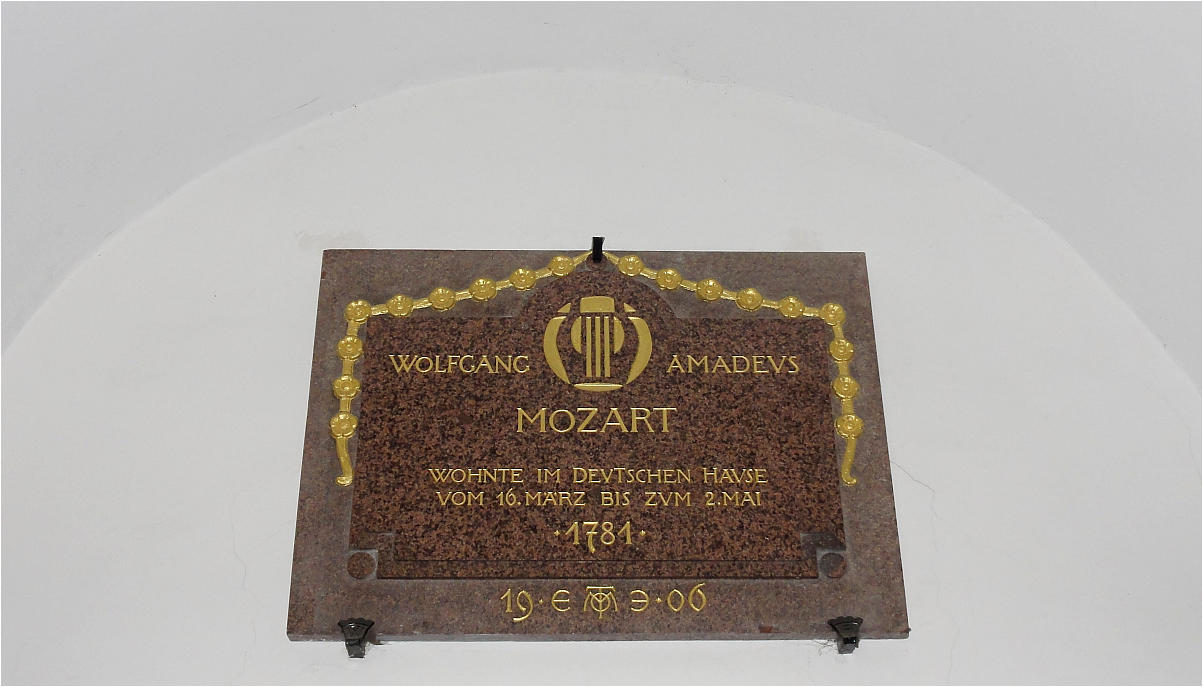 WOLFGANG AMADEVS
MOZART
WOHNTE IM DEVTSCHEN HAVSE
VOM 16. MÄRZ BIS ZVM 2. MAI
·1781·
19·E Ǝ·06